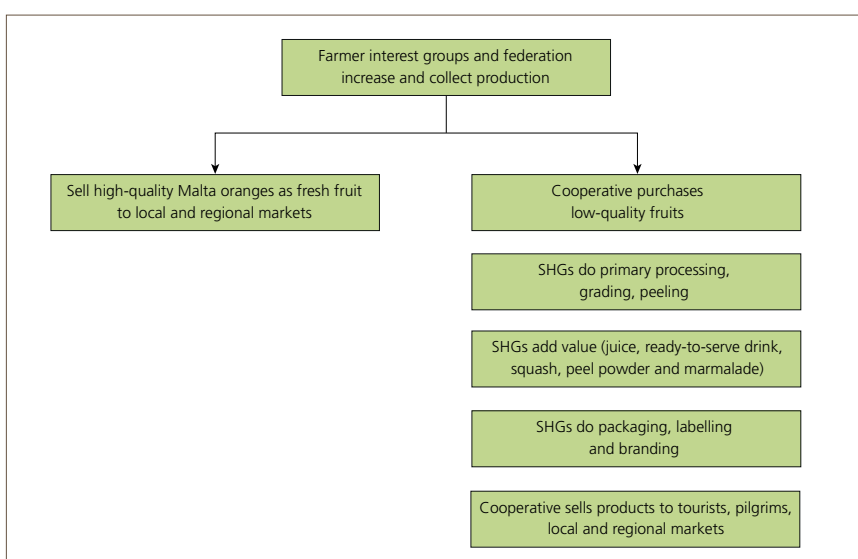 Farmer interest groups and federation
increase and collect production
Sell high-quality Malta oranges as fresh fruit
to local and regional markets
Cooperative purchases
low-quality fruits
SHGs do primary processing,
grading, peeling
SHGs add value (juice, ready-to-serve drink,
squash, peel powder and marmalade)
SHGs do packaging, labelling
and branding
Cooperative sells products to tourists, pilgrims,
local and regional markets